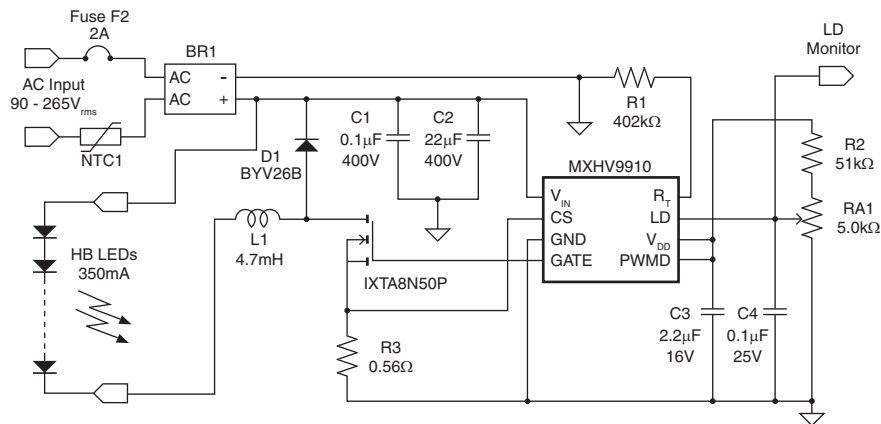 Fuse F2
2A
BR1
LD
Monitor
AC
-
AC
+
AC Input
90 - 265Vrms
NTC1
R1
402kΩ
C1
0.1µF
400V
C2
22µF
400V
D1
BYV26B
MXHV9910
R2
51kΩ
VIN
RT
CS
LD
GND
VDD
GATE
PWMD
RA1
5.0kΩ
L1
4.7mH
HB LEDs
350mA
IXTA8N50P
R3
0.56Ω
C3
2.2µF
16V
C4
0.1µF
25V